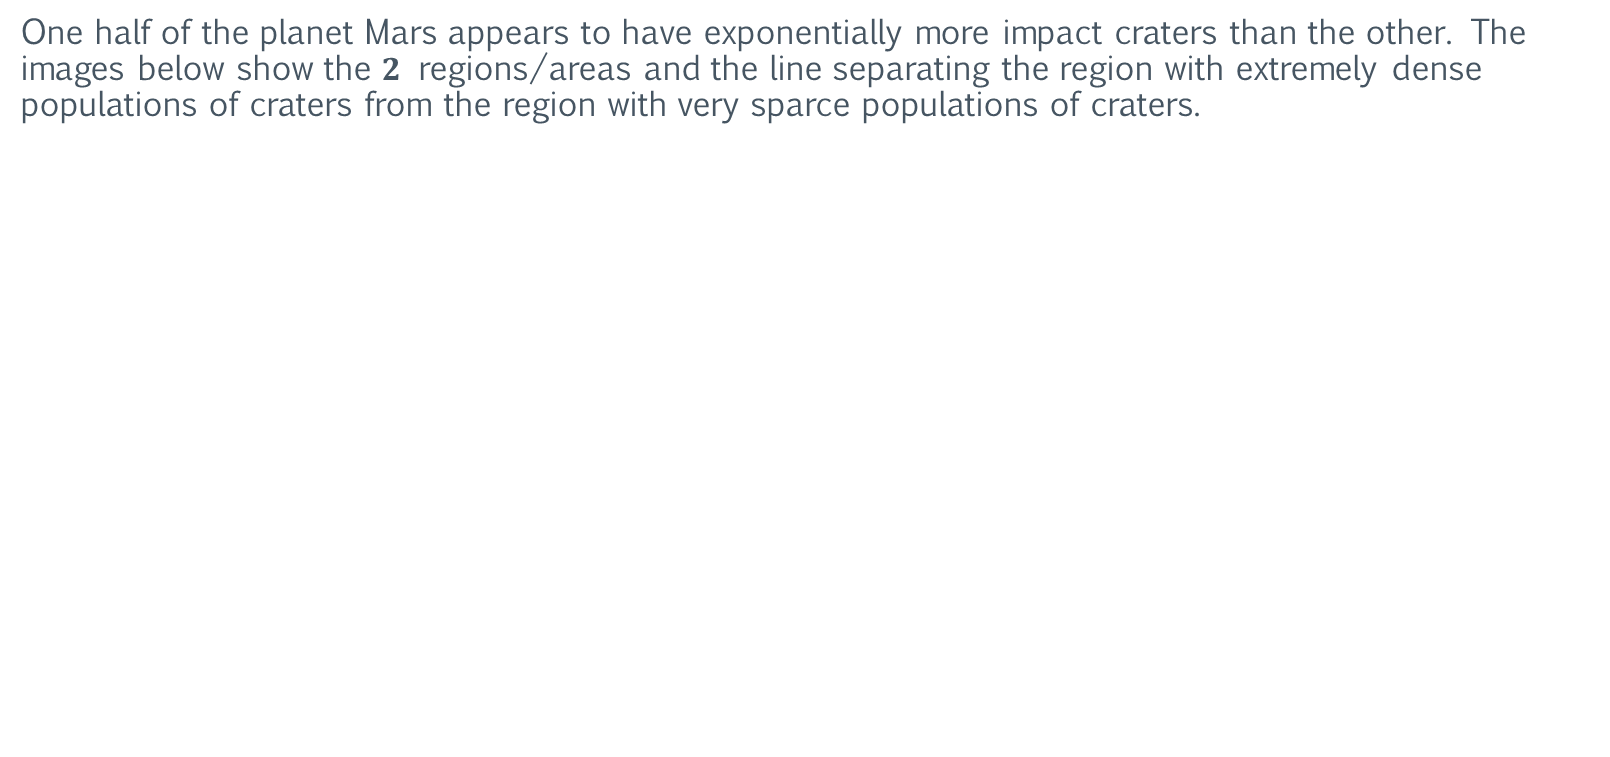 One half of the planet Mars appears to have exponentially more impact craters than the other. The
images below show the 2 regions/areas and the line separating the region with extremely dense
populations of craters from the region with very sparce populations of craters.